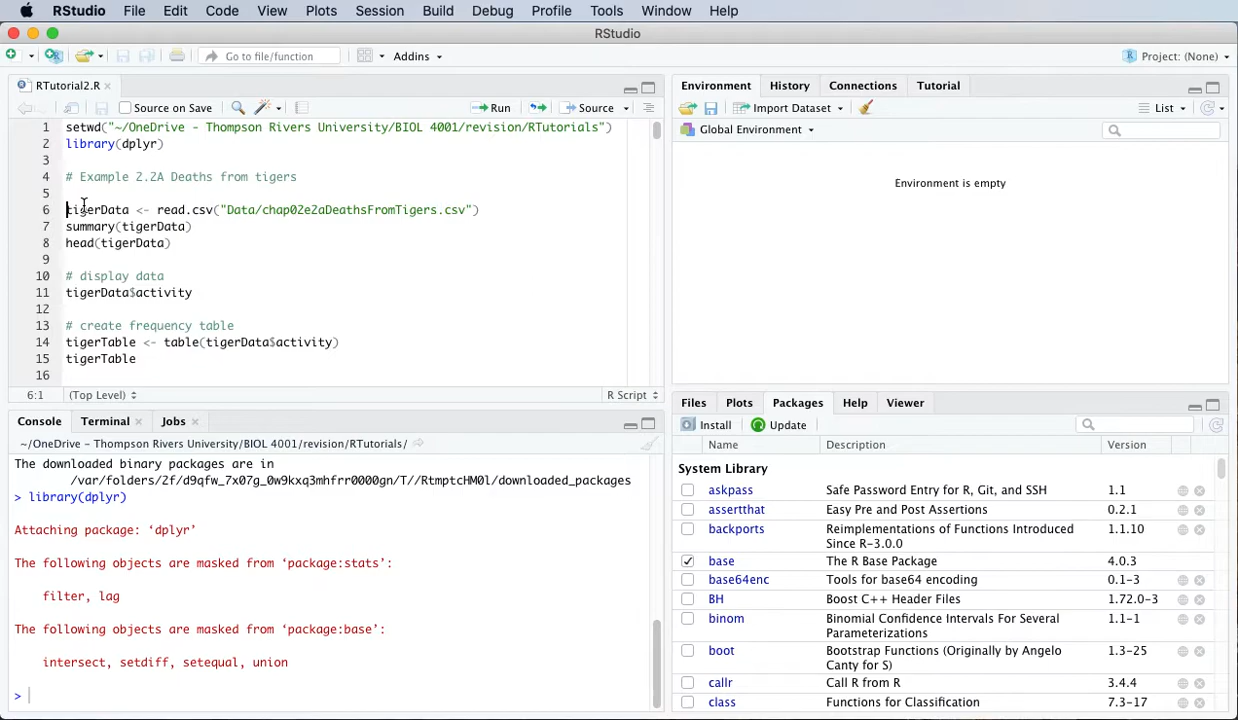 RStudio File Edit Code View Plots Session Build Debug Profile Tools Window Help
RStudio
Go to file/function Addins Project: (None)
RTutorial2.R
Source on Save Run Source
1 setwd("~/OneDrive - Thompson Rivers University/BIOL 4001/revision/RTutorials")
2 library(dplyr)
3
4 # Example 2.2A Deaths from tigers
5
6 tigerData <- read.csv("Data/chap02e2aDeathsFromTigers.csv")
7 summary(tigerData)
8 head(tigerData)
9
10 # display data
11 tigerData$activity
12
13 # create frequency table
14 tigerTable <- table(tigerData$activity)
15 tigerTable
16
6:1 (Top Level) R Script
Console Terminal Jobs
~/OneDrive - Thompson Rivers University/BIOL 4001/revision/RTutorials/
The downloaded binary packages are in
/var/folders/2f/d9qfw_7x07g_0w9kxq3mhfrr0000gn/T//RtmptcHM0l/downloaded_packages
> library(dplyr)
Attaching package: ‘dplyr’
The following objects are masked from ‘package:stats’:
filter, lag
The following objects are masked from ‘package:base’:
intersect, setdiff, setequal, union
>
Environment History Connections Tutorial
Import Dataset List
Global Environment
Environment is empty
Files Plots Packages Help Viewer
Install Update
Name Description Version
System Library
askpass Safe Password Entry for R, Git, and SSH 1.1
assertthat Easy Pre and Post Assertions 0.2.1
backports Reimplementations of Functions Introduced 1.1.10
Since R-3.0.0
base The R Base Package 4.0.3
base64enc Tools for base64 encoding 0.1-3
BH Boost C++ Header Files 1.72.0-3
binom Binomial Confidence Intervals For Several 1.1-1
Parameterizations
boot Bootstrap Functions (Originally by Angelo 1.3-25
Canty for S)
callr Call R from R 3.4.4
class Functions for Classification 7.3-17